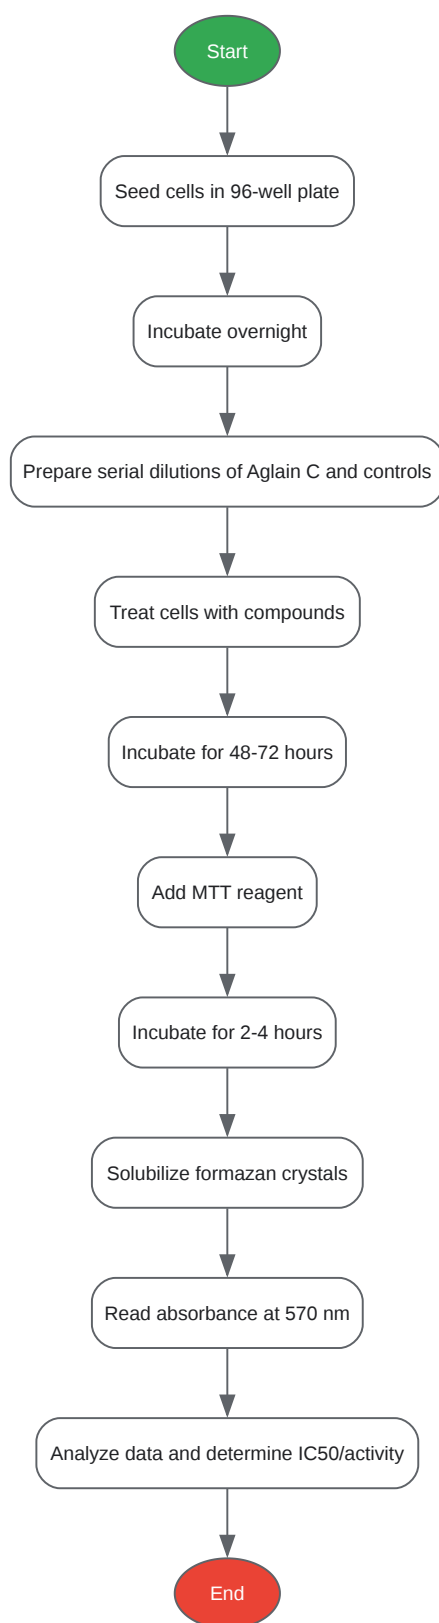 Start
Seed cells in 96-well plate
Incubate overnight
Prepare serial dilutions of Aglain C and controls
Treat cells with compounds
Incubate for 48-72 hours
Add MTT reagent
Incubate for 2-4 hours
Solubilize formazan crystals
Read absorbance at 570 nm
Analyze data and determine IC50/activity
End